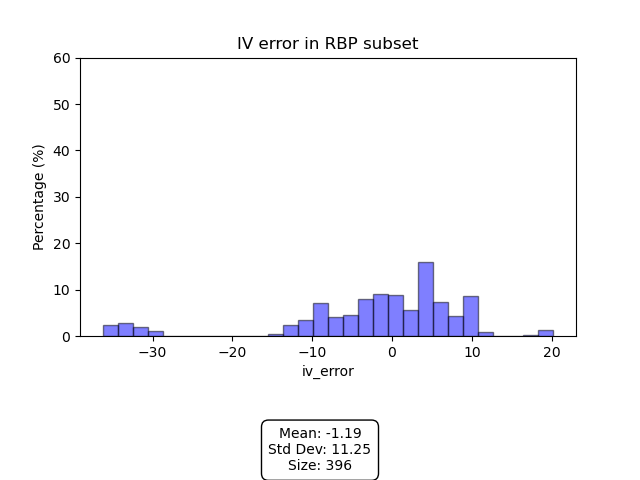 IV error in RBP subset
60
50
40
30
20
10
0
Percentage (%)
−30
−20
−10
0
10
20
iv_error
Mean: -1.19
Std Dev: 11.25
Size: 396